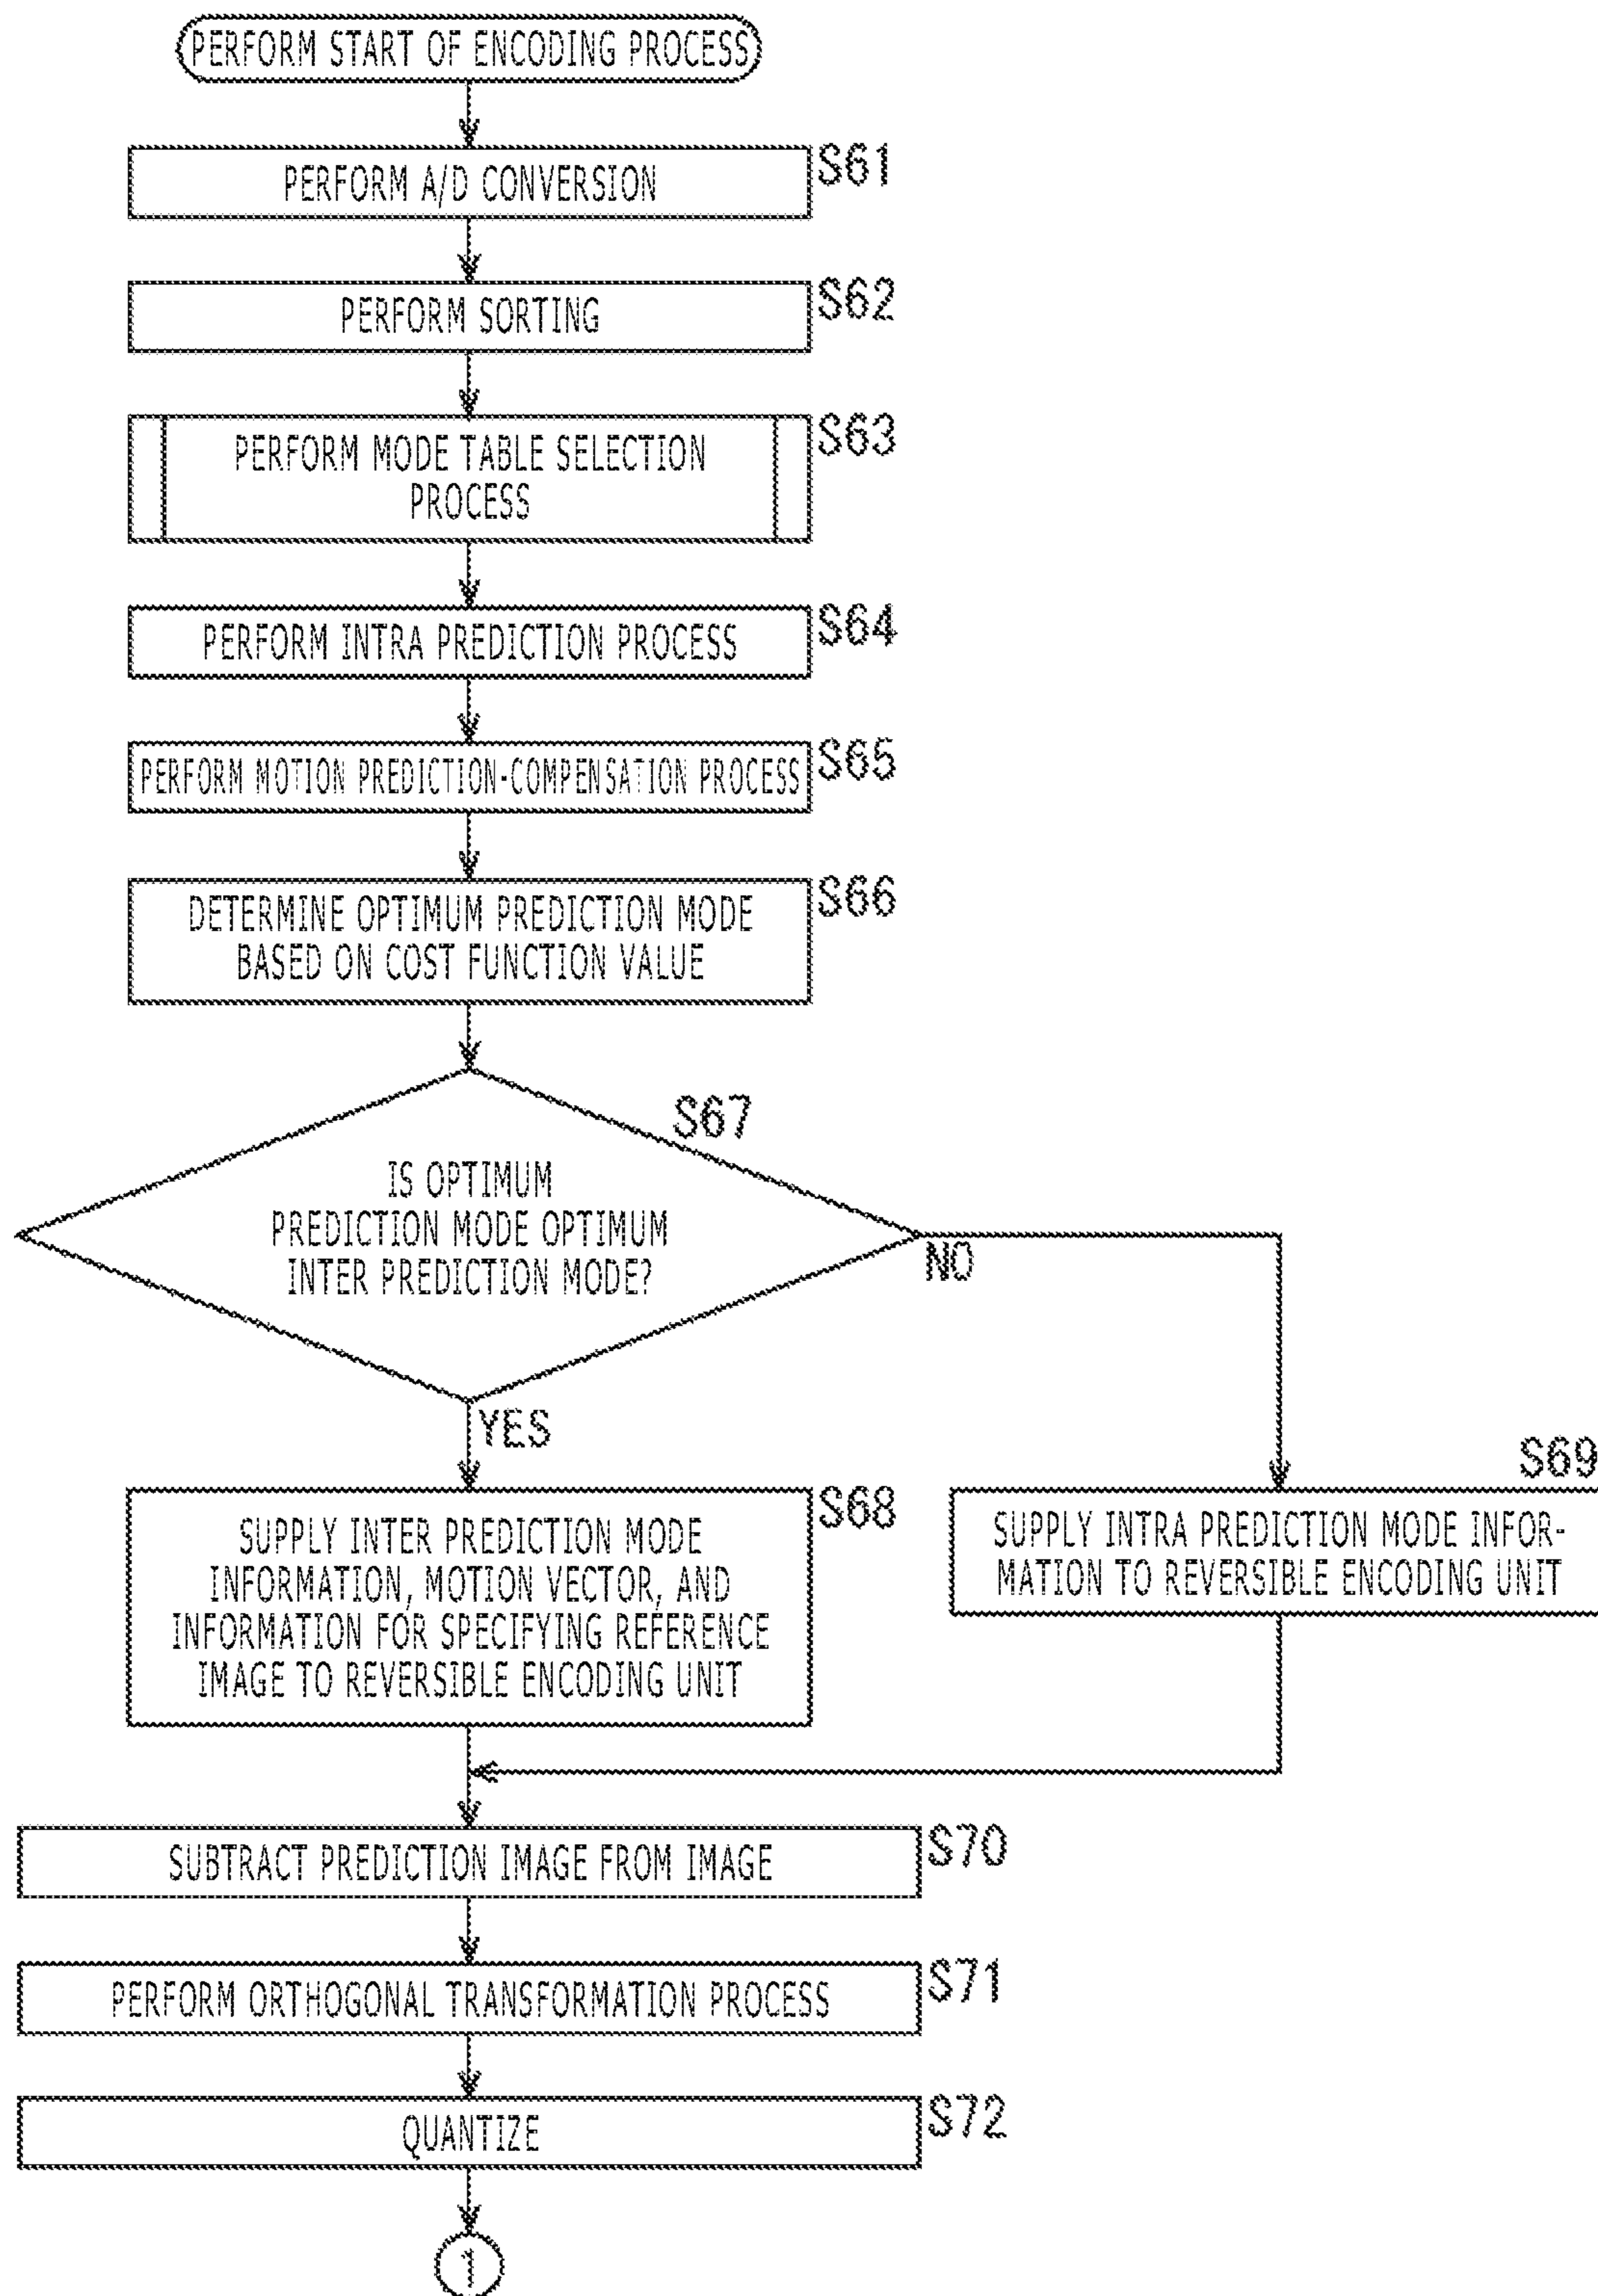 PERFORM START OF ENCODING PROCESS
PERFORM A/D CONVERSION
S61
PERFORM SORTING
S62
PERFORM MODE TABLE SELECTION
PROCESS
S63
PERFORM INTRA PREDICTION PROCESS
S64
PERFORM MOTION PREDICTION-COMPENSATION PROCESS
S65
DETERMINE OPTIMUM PREDICTION MODE
BASED ON COST FUNCTION VALUE
S66
S67
IS OPTIMUM
PREDICTION MODE OPTIMUM
INTER PREDICTION MODE?
NO
YES
S68
SUPPLY INTER PREDICTION MODE
INFORMATION, MOTION VECTOR, AND
INFORMATION FOR SPECIFYING REFERENCE
IMAGE TO REVERSIBLE ENCODING UNIT
S69
SUPPLY INTRA PREDICTION MODE INFOR-
MATION TO REVERSIBLE ENCODING UNIT
SUBTRACT PREDICTION IMAGE FROM IMAGE
S70
PERFORM ORTHOGONAL TRANSFORMATION PROCESS
S71
QUANTIZE
S72
1